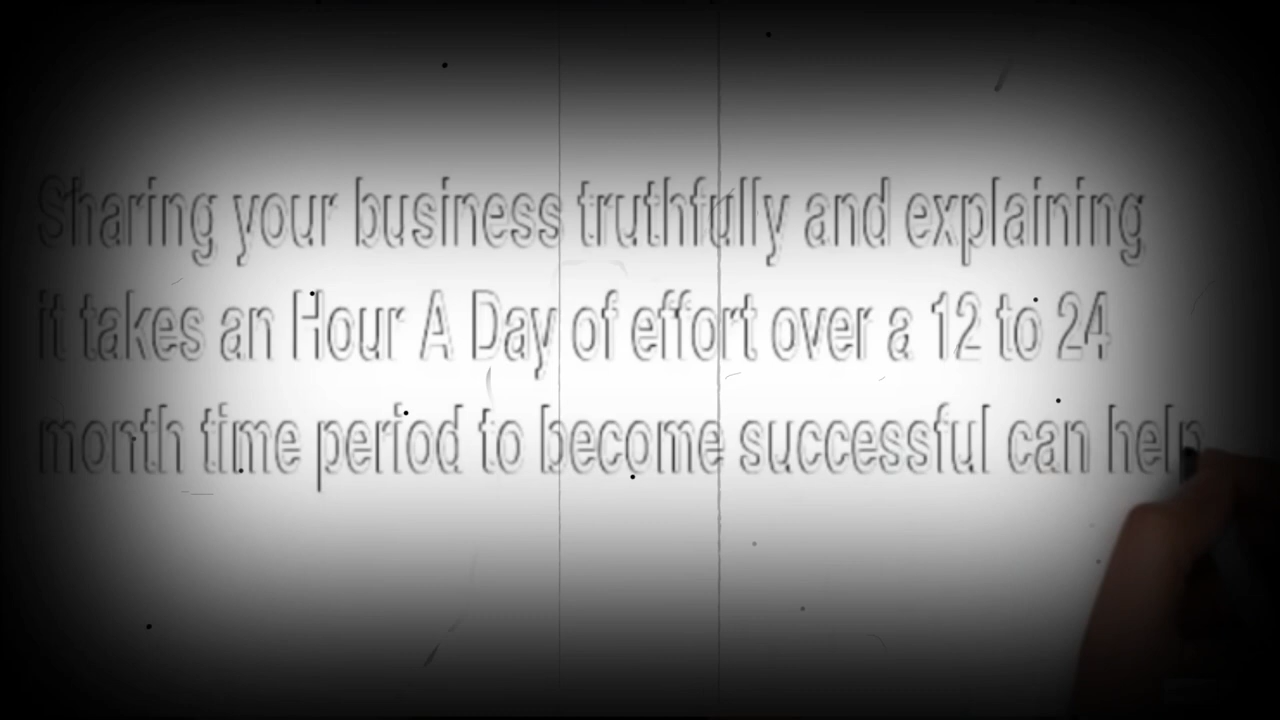 Sharing your business truthfully and explaining
it takes an Hour A Day of effort over a 12 to 24
month time period to become successful can help